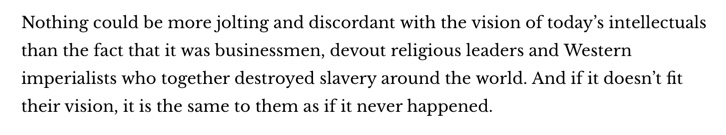 Nothing could be more jolting and discordant with the vision of today’s intellectuals
than the fact that it was businessmen, devout religious leaders and Western
imperialists who together destroyed slavery around the world. And if it doesn’t fit
their vision, it is the same to them as if it never happened.